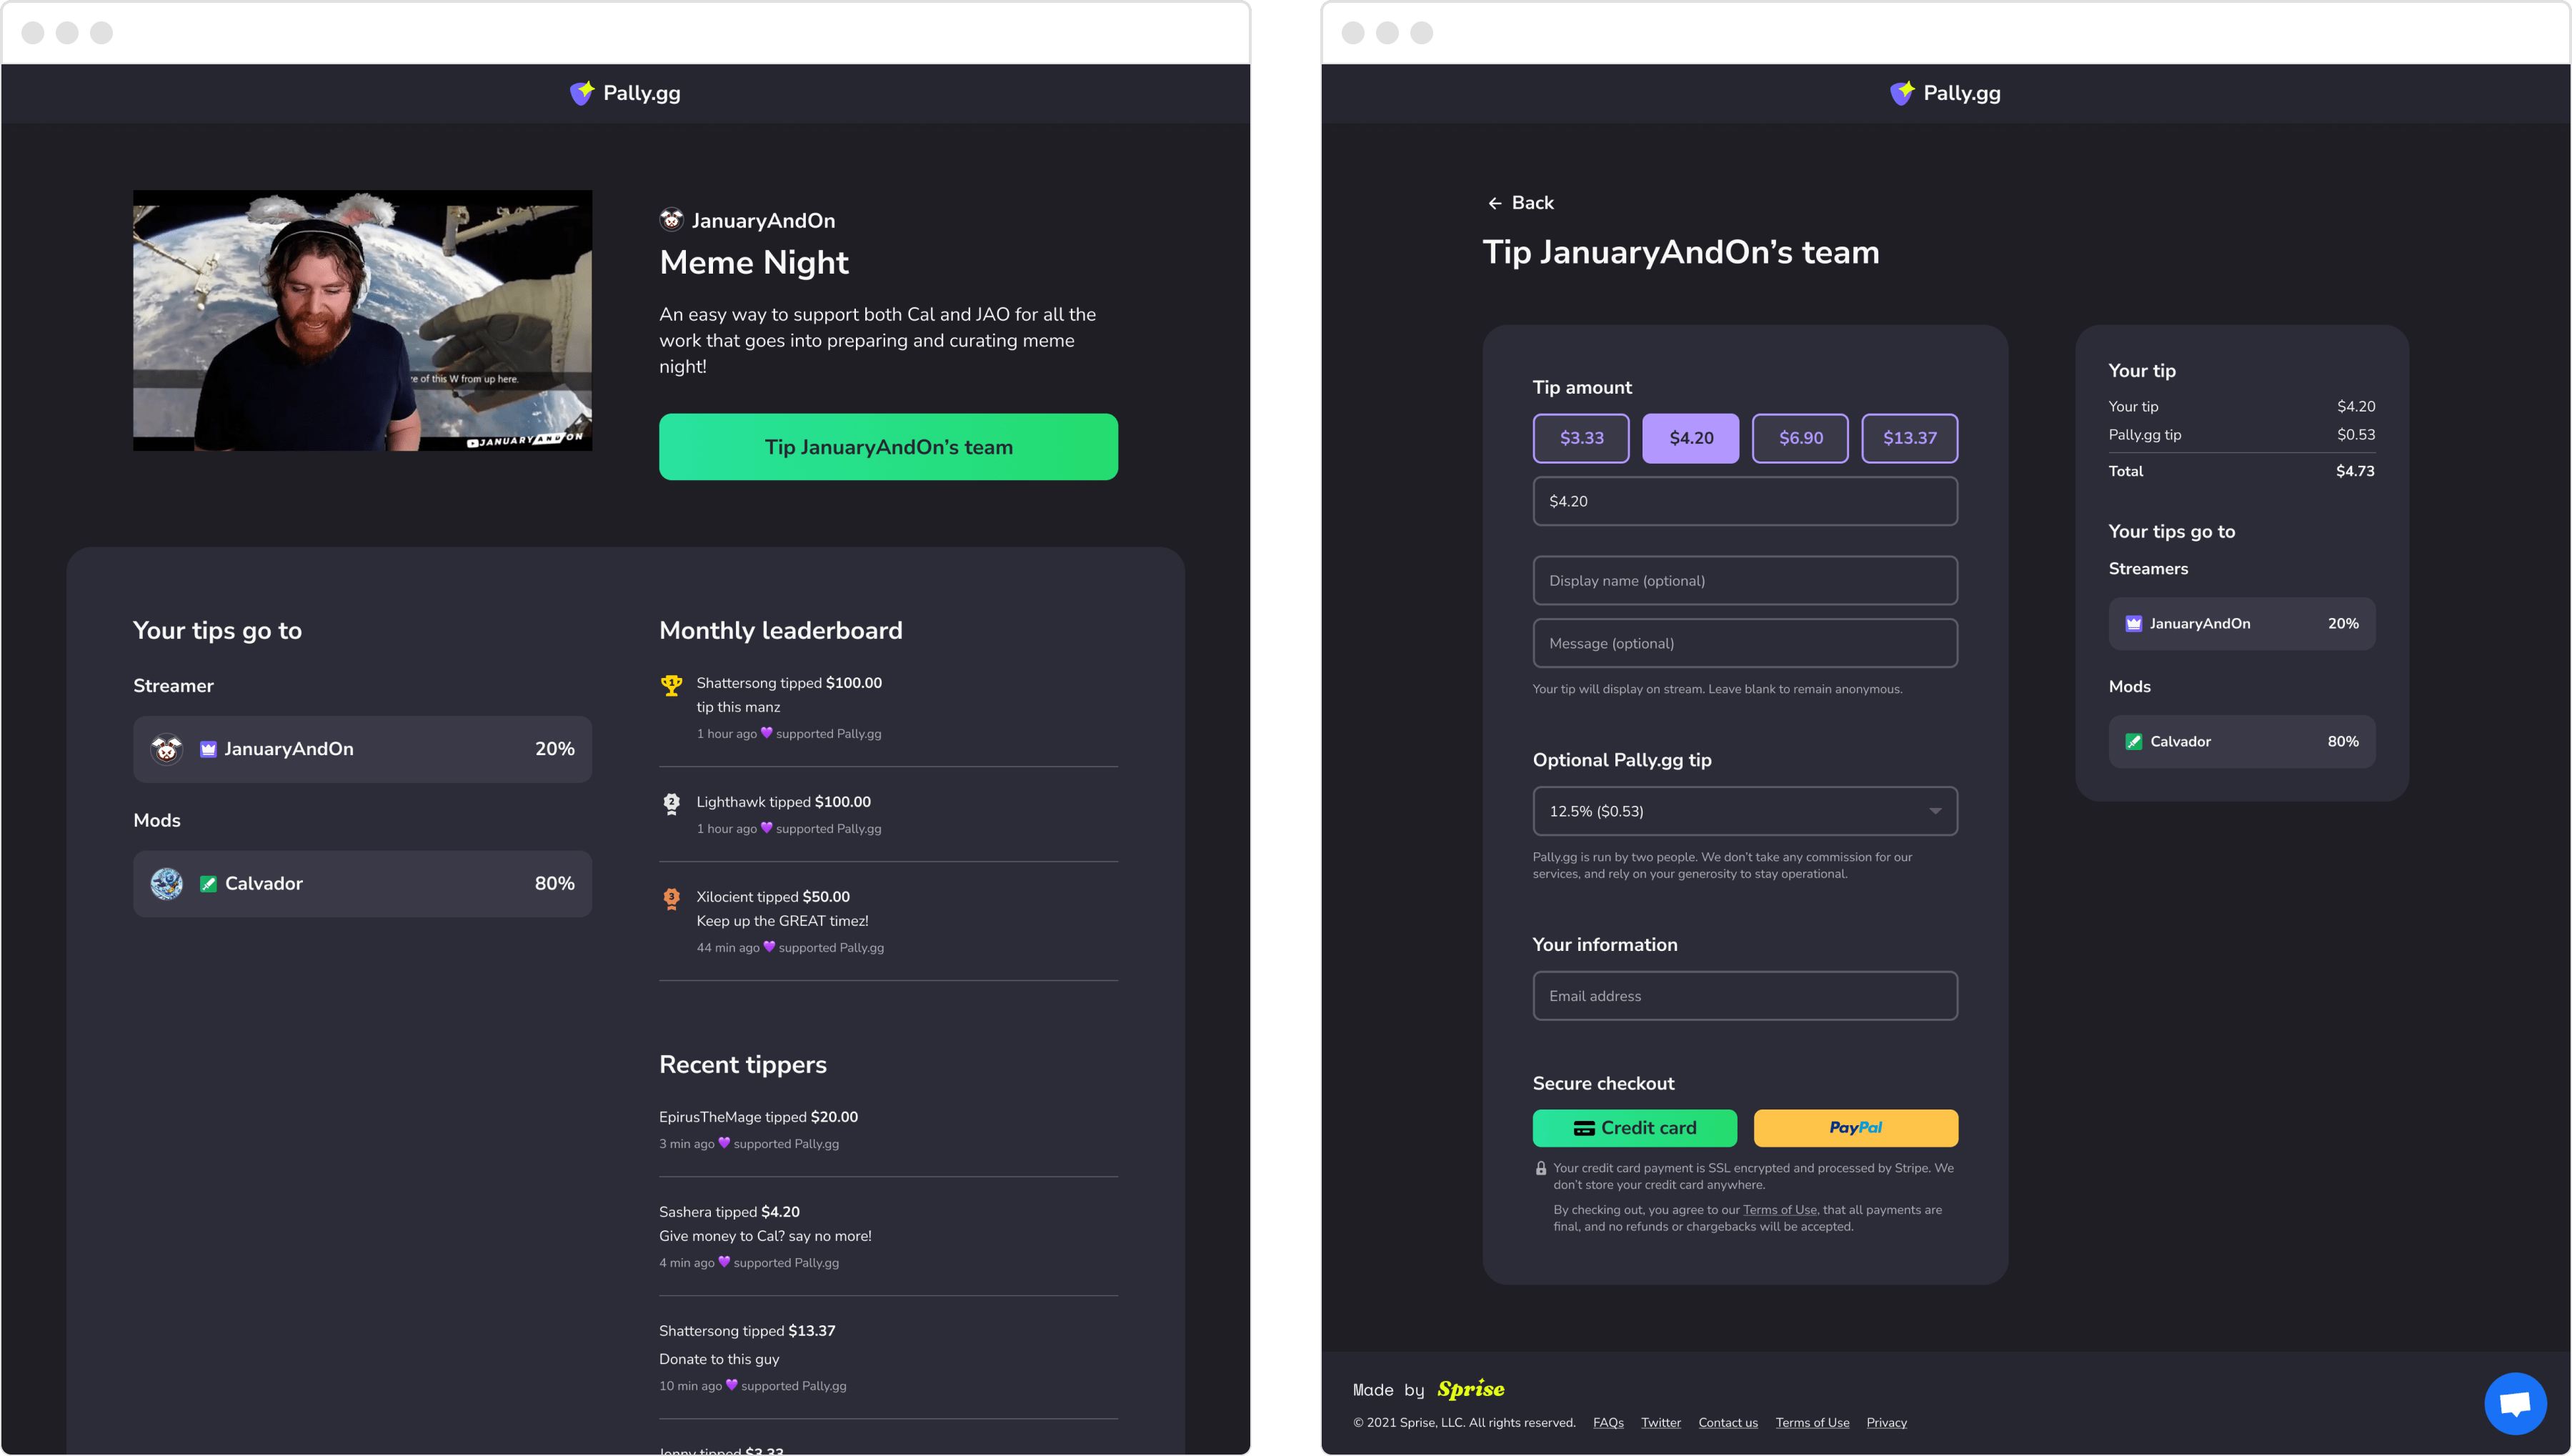 Pally.gg
JanuaryAndOn
Meme Night
An easy way to support both Cal and JAO for all the
work that goes into preparing and curating meme
night!
Tip JanuaryAndOn’s team
ze of this W from up here.
JANUARYANDON
Your tips go to
Streamer
JanuaryAndOn 20%
Mods
Calvador 80%
Monthly leaderboard
1
Shattersong tipped $100.00
tip this manz
1 hour ago 💜 supported Pally.gg
2
Lighthawk tipped $100.00
1 hour ago 💜 supported Pally.gg
3
Xilocient tipped $50.00
Keep up the GREAT timez!
44 min ago 💜 supported Pally.gg
Recent tippers
EpirusTheMage tipped $20.00
3 min ago 💜 supported Pally.gg
Sashera tipped $4.20
Give money to Cal? say no more!
4 min ago 💜 supported Pally.gg
Shattersong tipped $13.37
Donate to this guy
10 min ago 💜 supported Pally.gg
Jonny tipped $3.33
Pally.gg
← Back
Tip JanuaryAndOn’s team
Tip amount
$3.33 $4.20 $6.90 $13.37
$4.20
Display name (optional)
Message (optional)
Your tip will display on stream. Leave blank to remain anonymous.
Optional Pally.gg tip
12.5% ($0.53)
Pally.gg is run by two people. We don’t take any commission for our
services, and rely on your generosity to stay operational.
Your information
Email address
Secure checkout
Credit card
PayPal
Your credit card payment is SSL encrypted and processed by Stripe. We
don’t store your credit card anywhere.
By checking out, you agree to our Terms of Use, that all payments are
final, and no refunds or chargebacks will be accepted.
Your tip
Your tip $4.20
Pally.gg tip $0.53
Total $4.73
Your tips go to
Streamers
JanuaryAndOn 20%
Mods
Calvador 80%
Made by Sprise
© 2021 Sprise, LLC. All rights reserved. FAQs Twitter Contact us Terms of Use Privacy